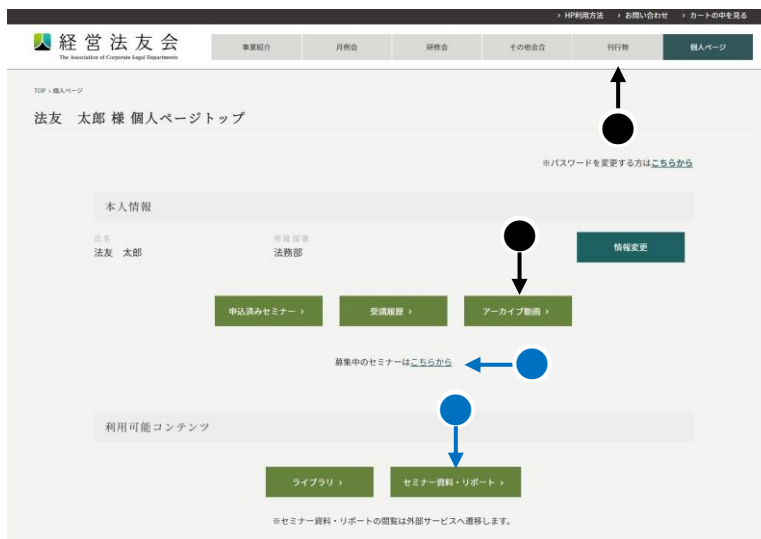 › HP利用方法 › お問い合わせ › カートの中を見る
経営法友会
The Association of Corporate Legal Departments
事業紹介 月例会 研修会 その他会合 刊行物 個人ページ
TOP › 個人ページ
法友 太郎 様 個人ページトップ
※パスワードを変更する方はこちらから
本人情報
氏名 所属部署
法友 太郎 法務部 情報変更
申込済みセミナー › 受講履歴 › アーカイブ動画 ›
募集中のセミナーはこちらから
利用可能コンテンツ
ライブラリ › セミナー資料・リポート ›
※セミナー資料・リポートの閲覧は外部サービスへ遷移します。